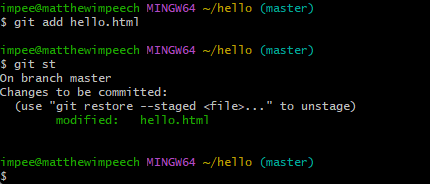 impee@matthewimpeech MINGW64 ~/hello (master)
$ git add hello.html
impee@matthewimpeech MINGW64 ~/hello (master)
$ git st
On branch master
Changes to be committed:
  (use "git restore --staged <file>..." to unstage)
        modified:   hello.html
impee@matthewimpeech MINGW64 ~/hello (master)
$